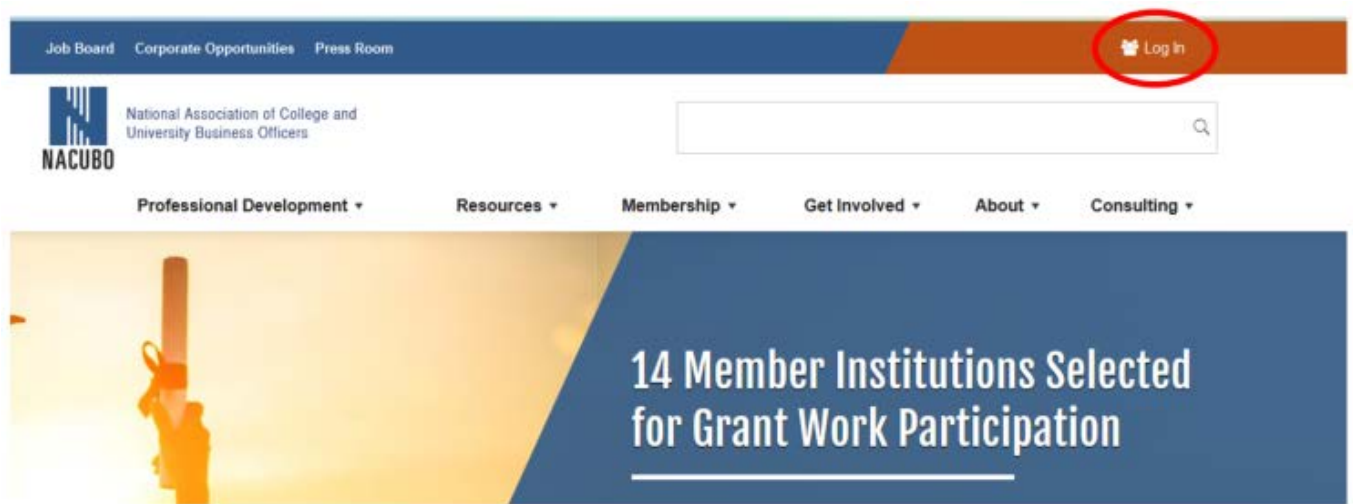 Job Board Corporate Opportunities Press Room Log In
National Association of College and
University Business Officers
NACUBO
Professional Development Resources Membership Get Involved About Consulting
14 Member Institutions Selected
for Grant Work Participation